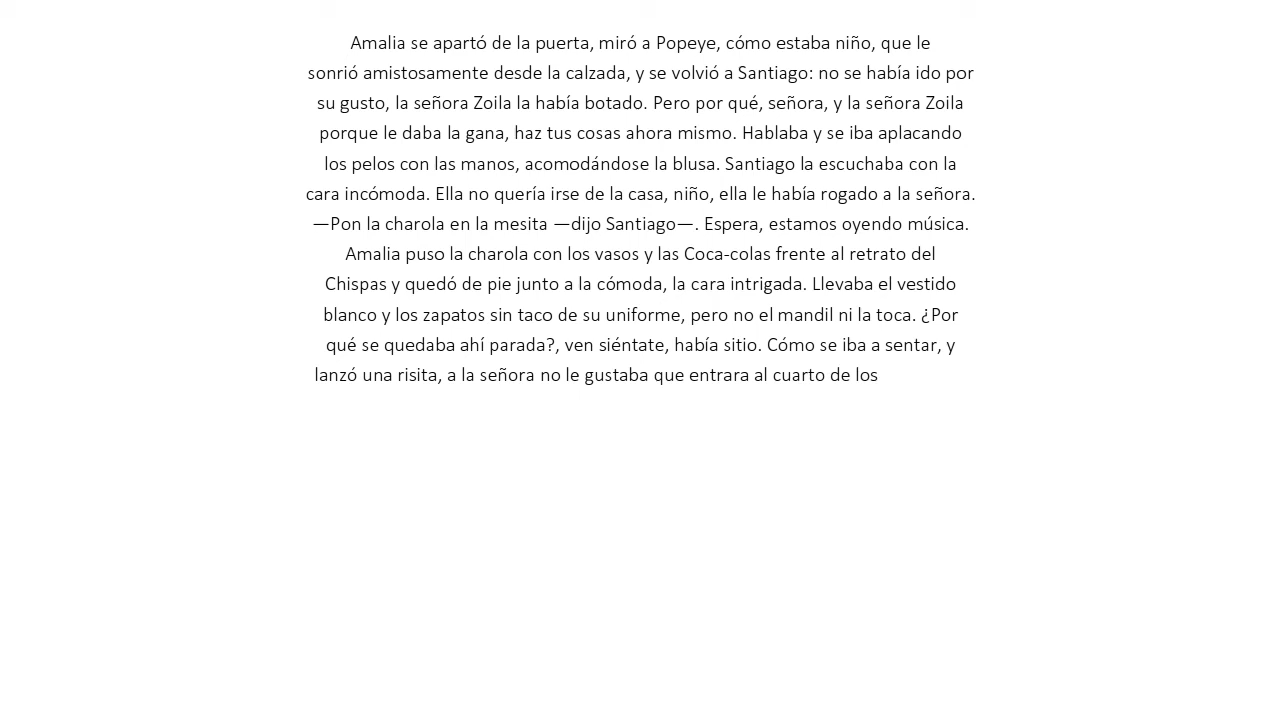 Amalia se apartó de la puerta, miró a Popeye, cómo estaba niño, que le
sonrió amistosamente desde la calzada, y se volvió a Santiago: no se había ido por
su gusto, la señora Zoila la había botado. Pero por qué, señora, y la señora Zoila
porque le daba la gana, haz tus cosas ahora mismo. Hablaba y se iba aplacando
los pelos con las manos, acomodándose la blusa. Santiago la escuchaba con la
cara incómoda. Ella no quería irse de la casa, niño, ella le había rogado a la señora.
—Pon la charola en la mesita —dijo Santiago—. Espera, estamos oyendo música.
Amalia puso la charola con los vasos y las Coca-colas frente al retrato del
Chispas y quedó de pie junto a la cómoda, la cara intrigada. Llevaba el vestido
blanco y los zapatos sin taco de su uniforme, pero no el mandil ni la toca. ¿Por
qué se quedaba ahí parada?, ven siéntate, había sitio. Cómo se iba a sentar, y
lanzó una risita, a la señora no le gustaba que entrara al cuarto de los